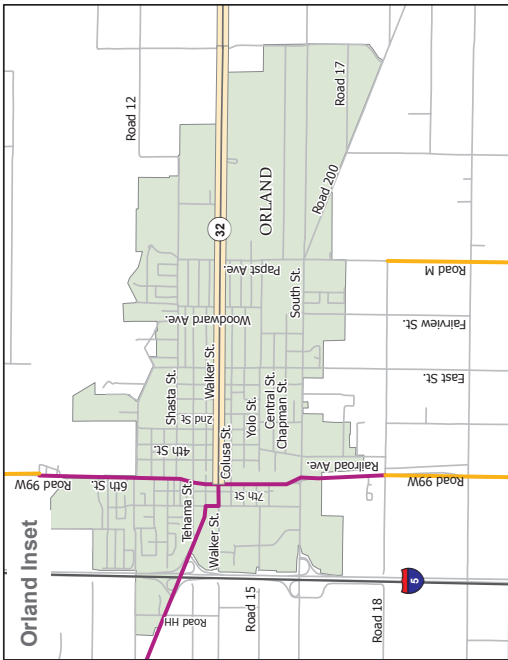 Orland Inset
Road 12
Road 17
32
ORLAND
Road 200
Papst Ave.
Woodward Ave.
South St.
Road M
Fairview St.
Shasta St.
Walker St.
2nd St
Yolo St.
Central St.
Chapman St.
East St.
4th St.
Colusa St.
Railroad Ave.
Road 99W
6th St.
Tehama St.
7th St
Road 99W
Walker St.
Road HH
Road 15
Road 18
5